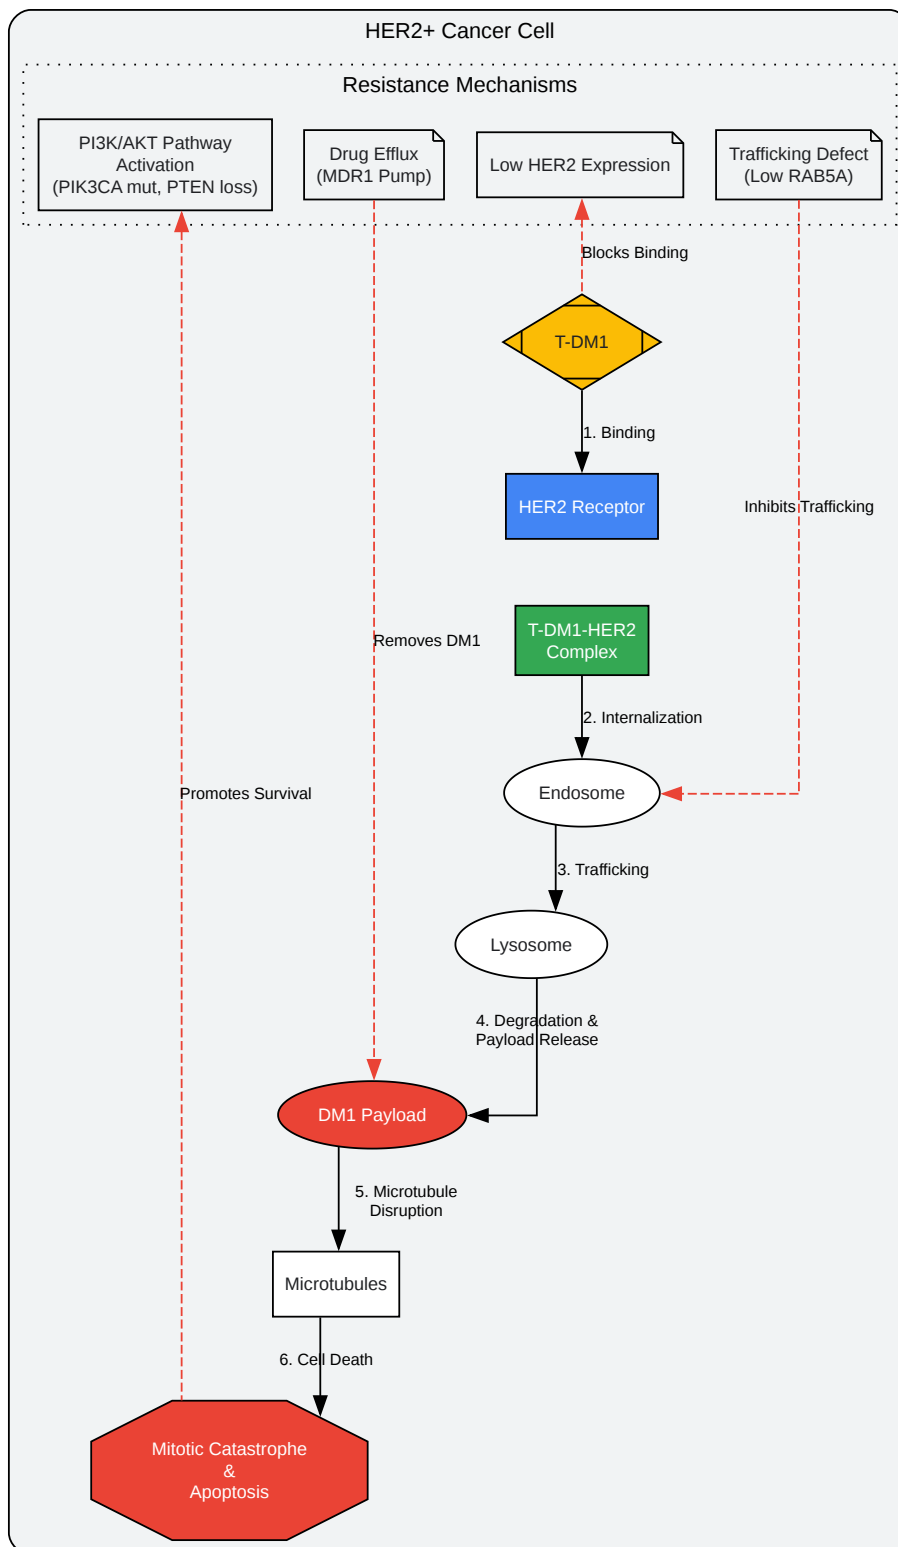 HER2+ Cancer Cell
Resistance Mechanisms
PI3K/AKT Pathway
Activation
(PIK3CA mut, PTEN loss)
Drug Efflux
(MDR1 Pump)
Low HER2 Expression
Trafficking Defect
(Low RAB5A)
Blocks Binding
T-DM1
1. Binding
HER2 Receptor
Inhibits Trafficking
T-DM1-HER2
Complex
Removes DM1
2. Internalization
Promotes Survival
Endosome
3. Trafficking
Lysosome
4. Degradation &
Payload Release
DM1 Payload
5. Microtubule
Disruption
Microtubules
6. Cell Death
Mitotic Catastrophe
&
Apoptosis